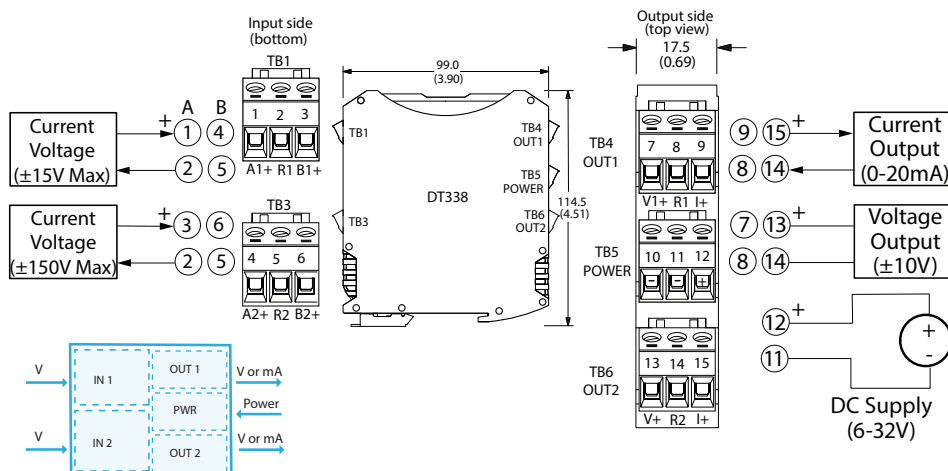 Input side
(bottom)
TB1
A B
+
1 4
2 5
Current
Voltage
(±15V Max)
1 2 3
A1+ R1 B1+
+
3 6
2 5
Current
Voltage
(±150V Max)
TB3
4 5 6
A2+ R2 B2+
99.0
(3.90)
TB1
TB3
DT338
TB4
OUT1
TB5
POWER
TB6
OUT2
114.5
(4.51)
Output side
(top view)
17.5
(0.69)
TB4
OUT1
7 8 9
V1+ R1 I+
TB5
POWER
10 11 12
- - +
TB6
OUT2
13 14 15
V+ R2 I+
9 15 +
8 14
Current
Output
(0-20mA)
7 13 +
8 14
Voltage
Output
(±10V)
12 +
11
+
-
DC Supply
(6-32V)
V
IN 1
OUT 1
V or mA
PWR
Power
V
IN 2
OUT 2
V or mA